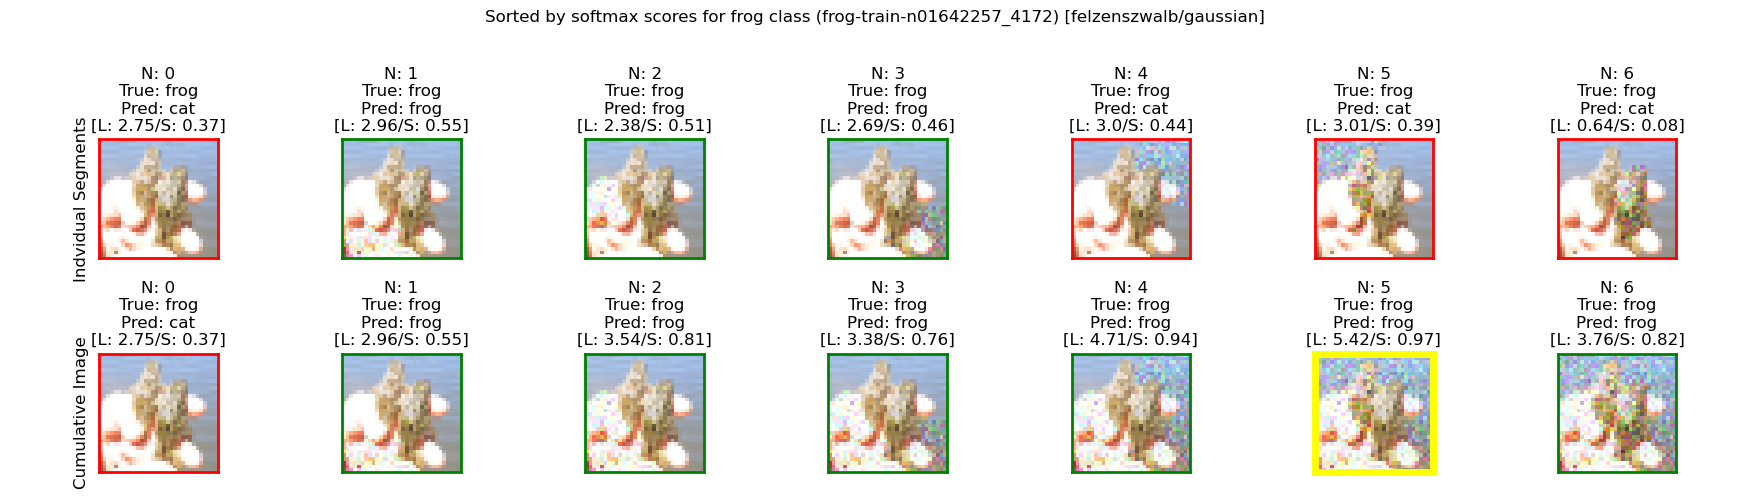 Sorted by softmax scores for frog class (frog-train-n01642257_4172) [felzenszwalb/gaussian]
Indvidual Segments
N: 0
True: frog
Pred: cat
[L: 2.75/S: 0.37]
N: 1
True: frog
Pred: frog
[L: 2.96/S: 0.55]
N: 2
True: frog
Pred: frog
[L: 2.38/S: 0.51]
N: 3
True: frog
Pred: frog
[L: 2.69/S: 0.46]
N: 4
True: frog
Pred: cat
[L: 3.0/S: 0.44]
N: 5
True: frog
Pred: cat
[L: 3.01/S: 0.39]
N: 6
True: frog
Pred: cat
[L: 0.64/S: 0.08]
Cumulative Image
N: 0
True: frog
Pred: cat
[L: 2.75/S: 0.37]
N: 1
True: frog
Pred: frog
[L: 2.96/S: 0.55]
N: 2
True: frog
Pred: frog
[L: 3.54/S: 0.81]
N: 3
True: frog
Pred: frog
[L: 3.38/S: 0.76]
N: 4
True: frog
Pred: frog
[L: 4.71/S: 0.94]
N: 5
True: frog
Pred: frog
[L: 5.42/S: 0.97]
N: 6
True: frog
Pred: frog
[L: 3.76/S: 0.82]